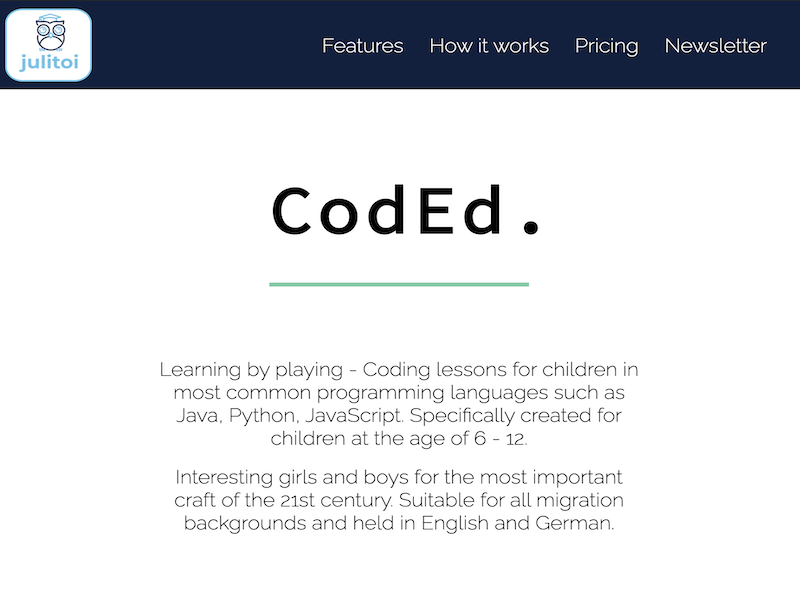 julitoi
Features How it works Pricing Newsletter
CodEd.
Learning by playing - Coding lessons for children in
most common programming languages such as
Java, Python, JavaScript. Specifically created for
children at the age of 6 - 12.
Interesting girls and boys for the most important
craft of the 21st century. Suitable for all migration
backgrounds and held in English and German.